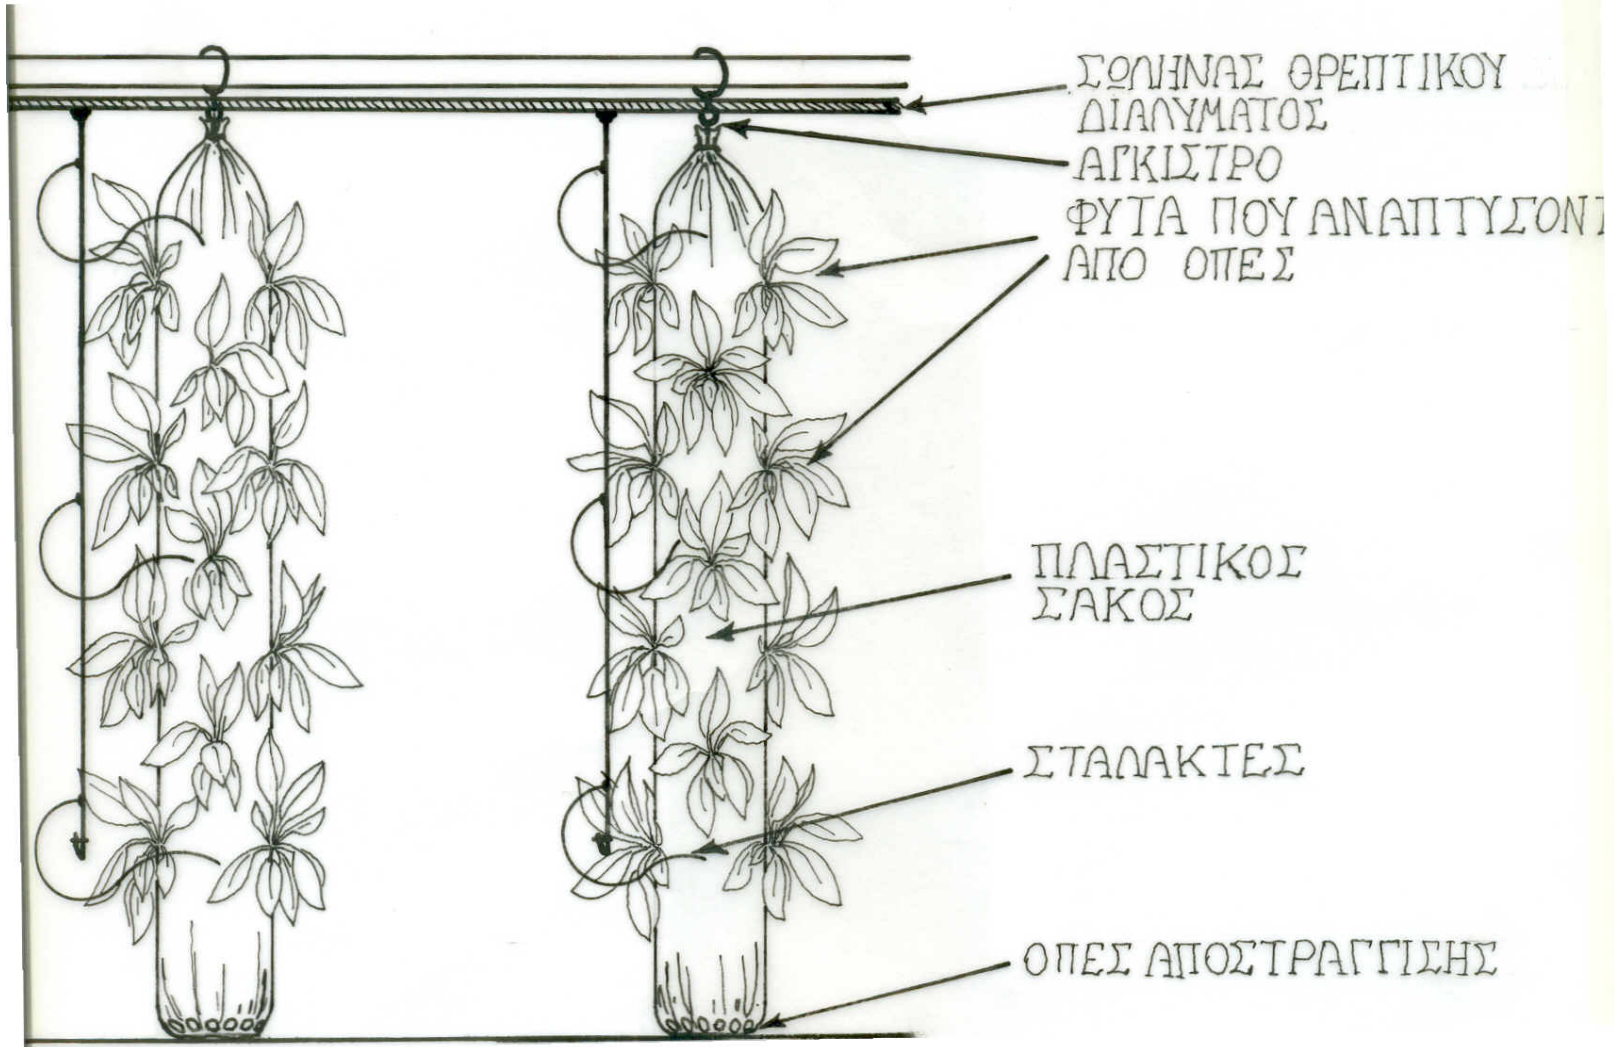 ΣΩΛΗΝΑΣ ΘΡΕΠΤΙΚΟΥ
ΔΙΑΛΥΜΑΤΟΣ
ΑΓΚΙΣΤΡΟ
ΦΥΤΑ ΠΟΥ ΑΝΑΠΤΥΣΟΝΤ
ΑΠΟ ΟΠΕΣ
ΠΛΑΣΤΙΚΟΣ
ΣΑΚΟΣ
ΣΤΑΛΑΚΤΕΣ
ΟΠΕΣ ΑΠΟΣΤΡΑΓΓΙΣΗΣ